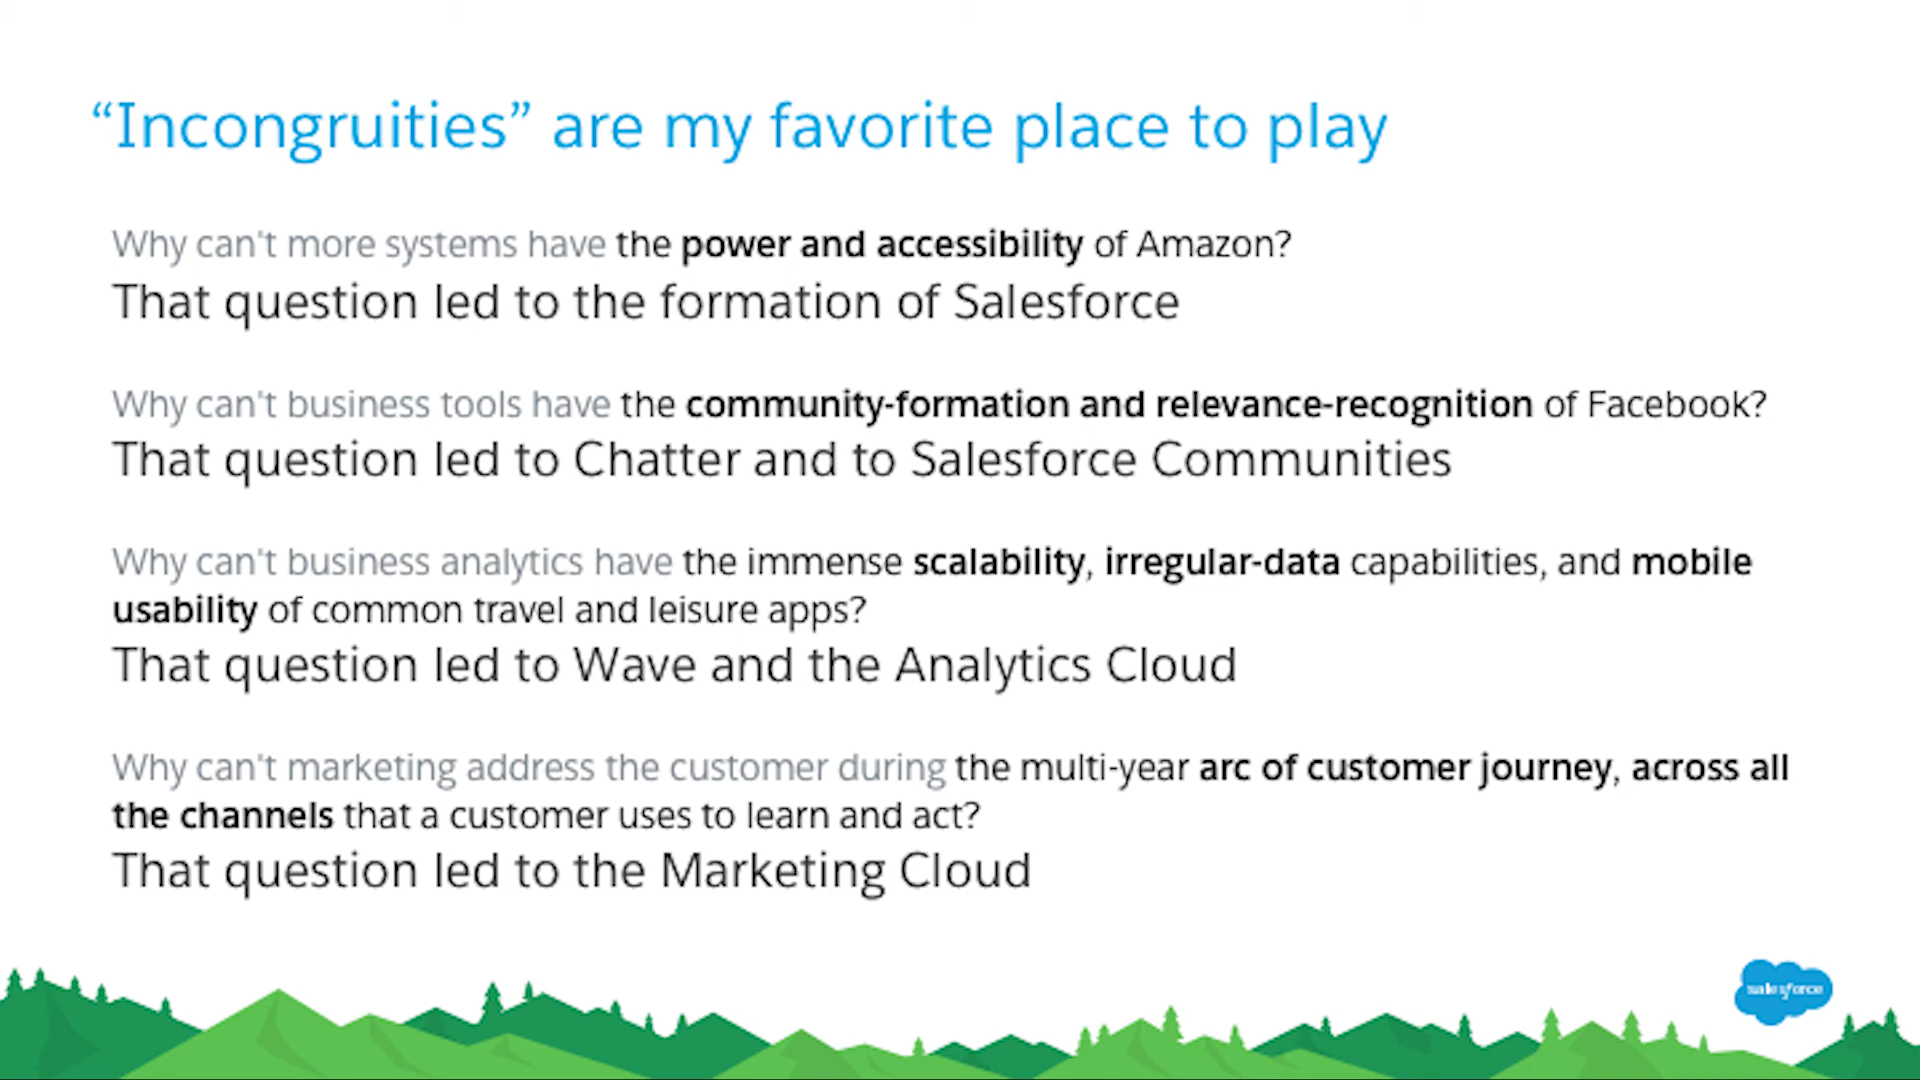 “Incongruities” are my favorite place to play
Why can't more systems have the power and accessibility of Amazon?
That question led to the formation of Salesforce
Why can't business tools have the community-formation and relevance-recognition of Facebook?
That question led to Chatter and to Salesforce Communities
Why can't business analytics have the immense scalability, irregular-data capabilities, and mobile
usability of common travel and leisure apps?
That question led to Wave and the Analytics Cloud
Why can't marketing address the customer during the multi-year arc of customer journey, across all
the channels that a customer uses to learn and act?
That question led to the Marketing Cloud
salesforce